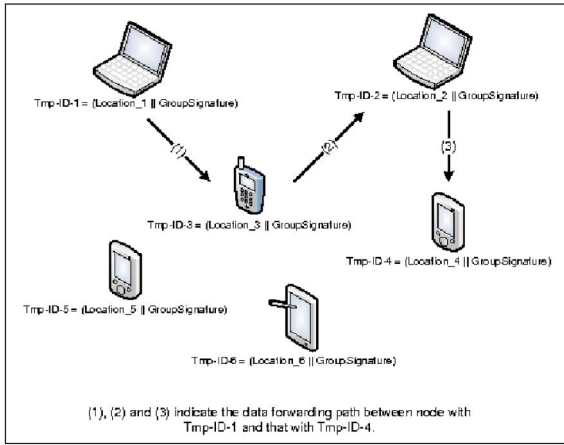 Tmp-ID-1 = (Location_1 || GroupSignature)
Tmp-ID-2 = (Location_2 || GroupSignature)
(1)
(2)
(3)
Tmp-ID-3 = (Location_3 || GroupSignature)
Tmp-ID-4 = (Location_4 || GroupSignature)
Tmp-ID-5 = (Location_5 || GroupSignature)
Tmp-ID-6 = (Location_6 || GroupSignature)
(1), (2) and (3) indicate the data forwarding path between node with
Tmp-ID-1 and that with Tmp-ID-4.